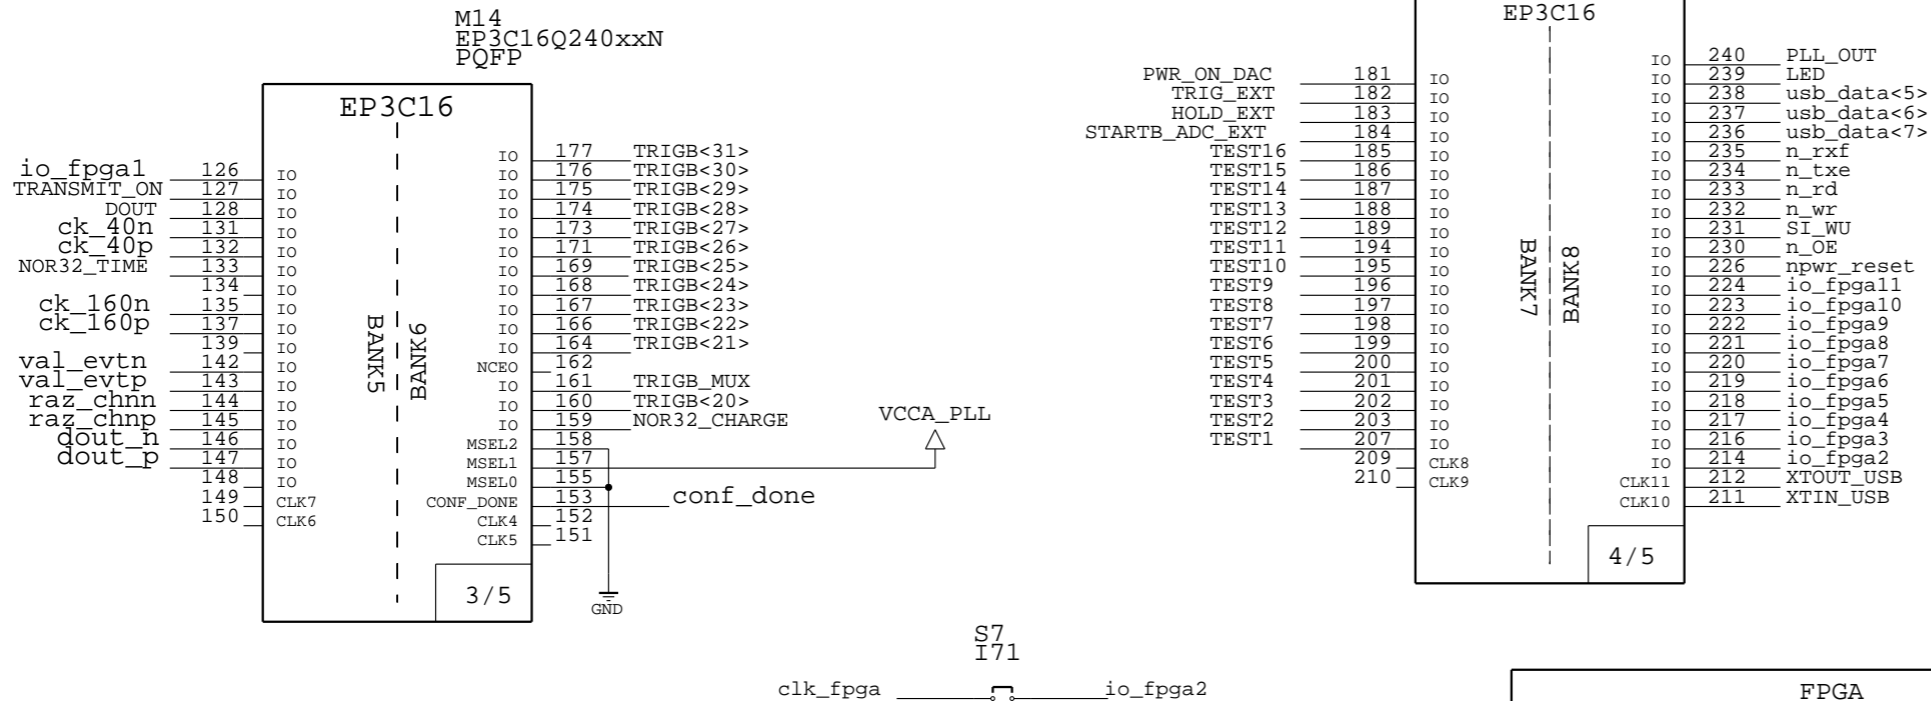 M14
EP3C16Q240xxN
PQFP
EP3C16
io_fpga1 126 IO
TRANSMIT_ON 127 IO
DOUT 128 IO
ck_40n 131 IO
ck_40p 132 IO
NOR32_TIME 133 IO
134 IO
ck_160n 135 IO
ck_160p 137 IO
139 IO
val_evtn 142 IO
val_evtp 143 IO
raz_chnn 144 IO
raz_chnp 145 IO
dout_n 146 IO
dout_p 147 IO
148 IO
149 CLK7
150 CLK6
BANK5
BANK6
IO 177 TRIGB<31>
IO 176 TRIGB<30>
IO 175 TRIGB<29>
IO 174 TRIGB<28>
IO 173 TRIGB<27>
IO 171 TRIGB<26>
IO 169 TRIGB<25>
IO 168 TRIGB<24>
IO 167 TRIGB<23>
IO 166 TRIGB<22>
IO 164 TRIGB<21>
NCEO 162
IO 161 TRIGB_MUX
IO 160 TRIGB<20>
IO 159 NOR32_CHARGE
MSEL2 158
MSEL1 157
MSEL0 155
CONF_DONE 153 conf_done
CLK4 152
CLK5 151
VCCA_PLL
GND
3/5
EP3C16
PWR_ON_DAC 181 IO
TRIG_EXT 182 IO
HOLD_EXT 183 IO
STARTB_ADC_EXT 184 IO
TEST16 185 IO
TEST15 186 IO
TEST14 187 IO
TEST13 188 IO
TEST12 189 IO
TEST11 194 IO
TEST10 195 IO
TEST9 196 IO
TEST8 197 IO
TEST7 198 IO
TEST6 199 IO
TEST5 200 IO
TEST4 201 IO
TEST3 202 IO
TEST2 203 IO
TEST1 207 IO
209 CLK8
210 CLK9
BANK7
BANK8
IO 240 PLL_OUT
IO 239 LED
IO 238 usb_data<5>
IO 237 usb_data<6>
IO 236 usb_data<7>
IO 235 n_rxf
IO 234 n_txe
IO 233 n_rd
IO 232 n_wr
IO 231 SI_WU
IO 230 n_OE
IO 226 npwr_reset
IO 224 io_fpga11
IO 223 io_fpga10
IO 222 io_fpga9
IO 221 io_fpga8
IO 220 io_fpga7
IO 219 io_fpga6
IO 218 io_fpga5
IO 217 io_fpga4
IO 216 io_fpga3
IO 214 io_fpga2
CLK11 212 XTOUT_USB
CLK10 211 XTIN_USB
4/5
S7
I71
clk_fpga io_fpga2
FPGA